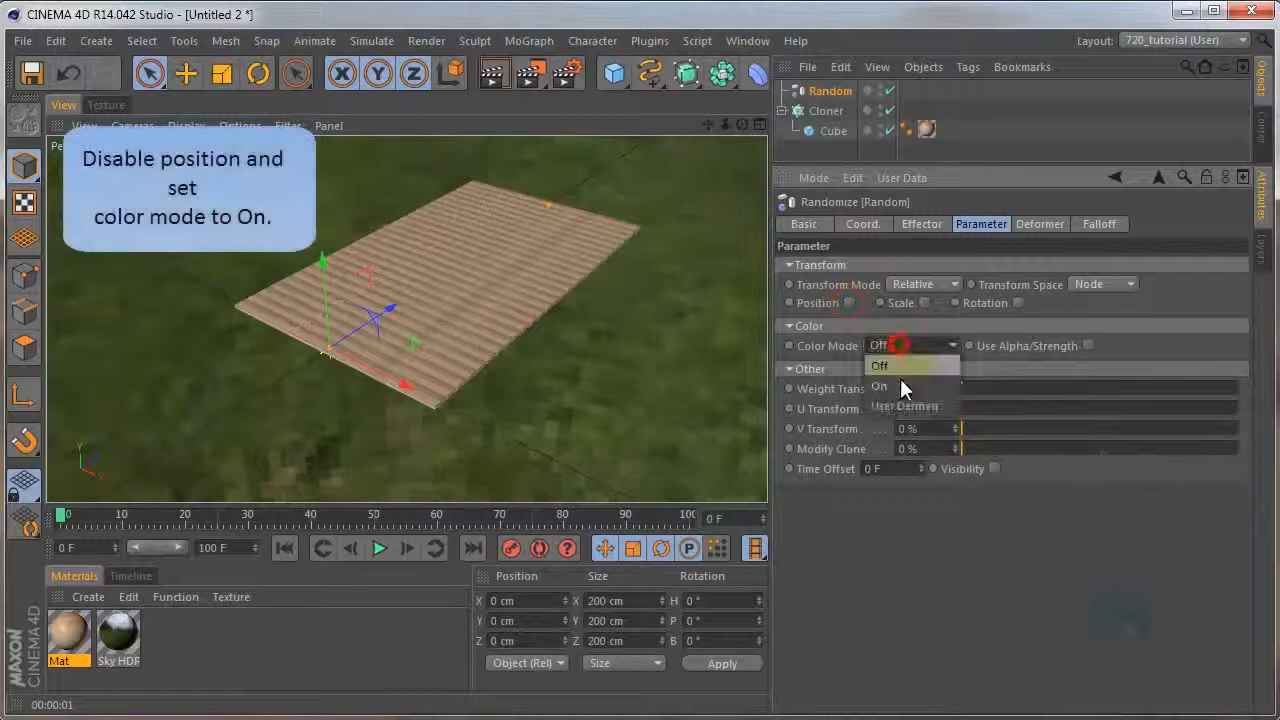 CINEMA 4D R14.042 Studio - [Untitled 2 *]
File Edit Create Select Tools Mesh Snap Animate Simulate Render Sculpt MoGraph Character Plugins Script Window Help Layout: 720_tutorial (User)
X Y Z
File Edit View Objects Tags Bookmarks
Random
Cloner
Cube
Objects
Attributes
Layers
View Texture
View Cameras Display Options Filter Panel
Disable position and
set
color mode to On.
Y
X
Mode Edit User Data
Randomize [Random]
Basic Coord. Effector Parameter Deformer Falloff
Parameter
Transform
Transform Mode Relative Transform Space Node
Position Scale Rotation
Color
Color Mode Off Use Alpha/Strength
Off
On
Other
Weight Trans
U Transform .
V Transform . . . . 0 %
Modify Clone . . . 0 %
Time Offset 0 F Visibility
0 10 20 30 40 50 60 70 80 90 100 0 F
0 F 100 F P
Materials Timeline
Create Edit Function Texture
Mat Sky HDF
Position Size Rotation
X 0 cm X 200 cm H 0 °
Y 0 cm Y 200 cm P 0 °
Z 0 cm Z 200 cm B 0 °
Object (Rel) Size Apply
MAXON
CINEMA 4D
00:00:01